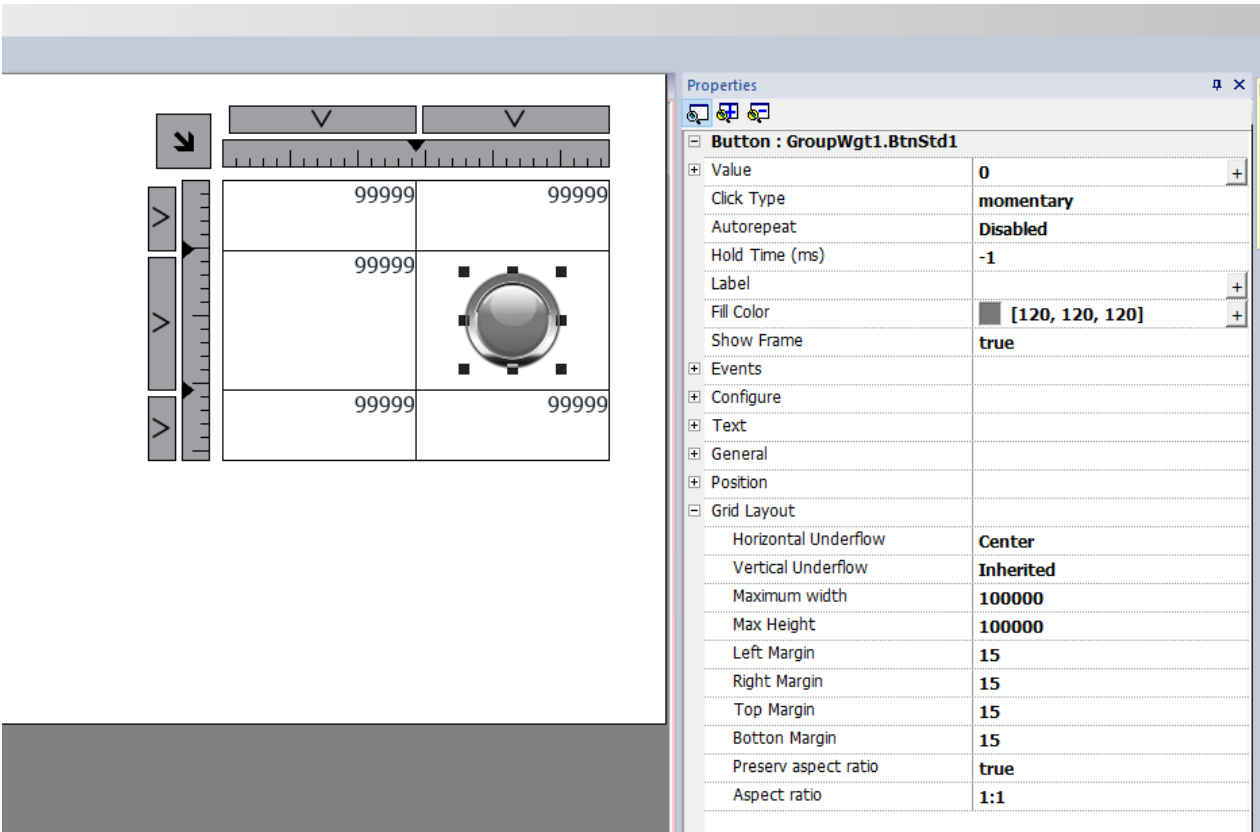 99999 99999
99999
99999 99999
Properties
Button : GroupWgt1.BtnStd1
Value 0 +
Click Type momentary
Autorepeat Disabled
Hold Time (ms) -1
Label +
Fill Color [120, 120, 120] +
Show Frame true
Events
Configure
Text
General
Position
Grid Layout
Horizontal Underflow Center
Vertical Underflow Inherited
Maximum width 100000
Max Height 100000
Left Margin 15
Right Margin 15
Top Margin 15
Botton Margin 15
Preserv aspect ratio true
Aspect ratio 1:1